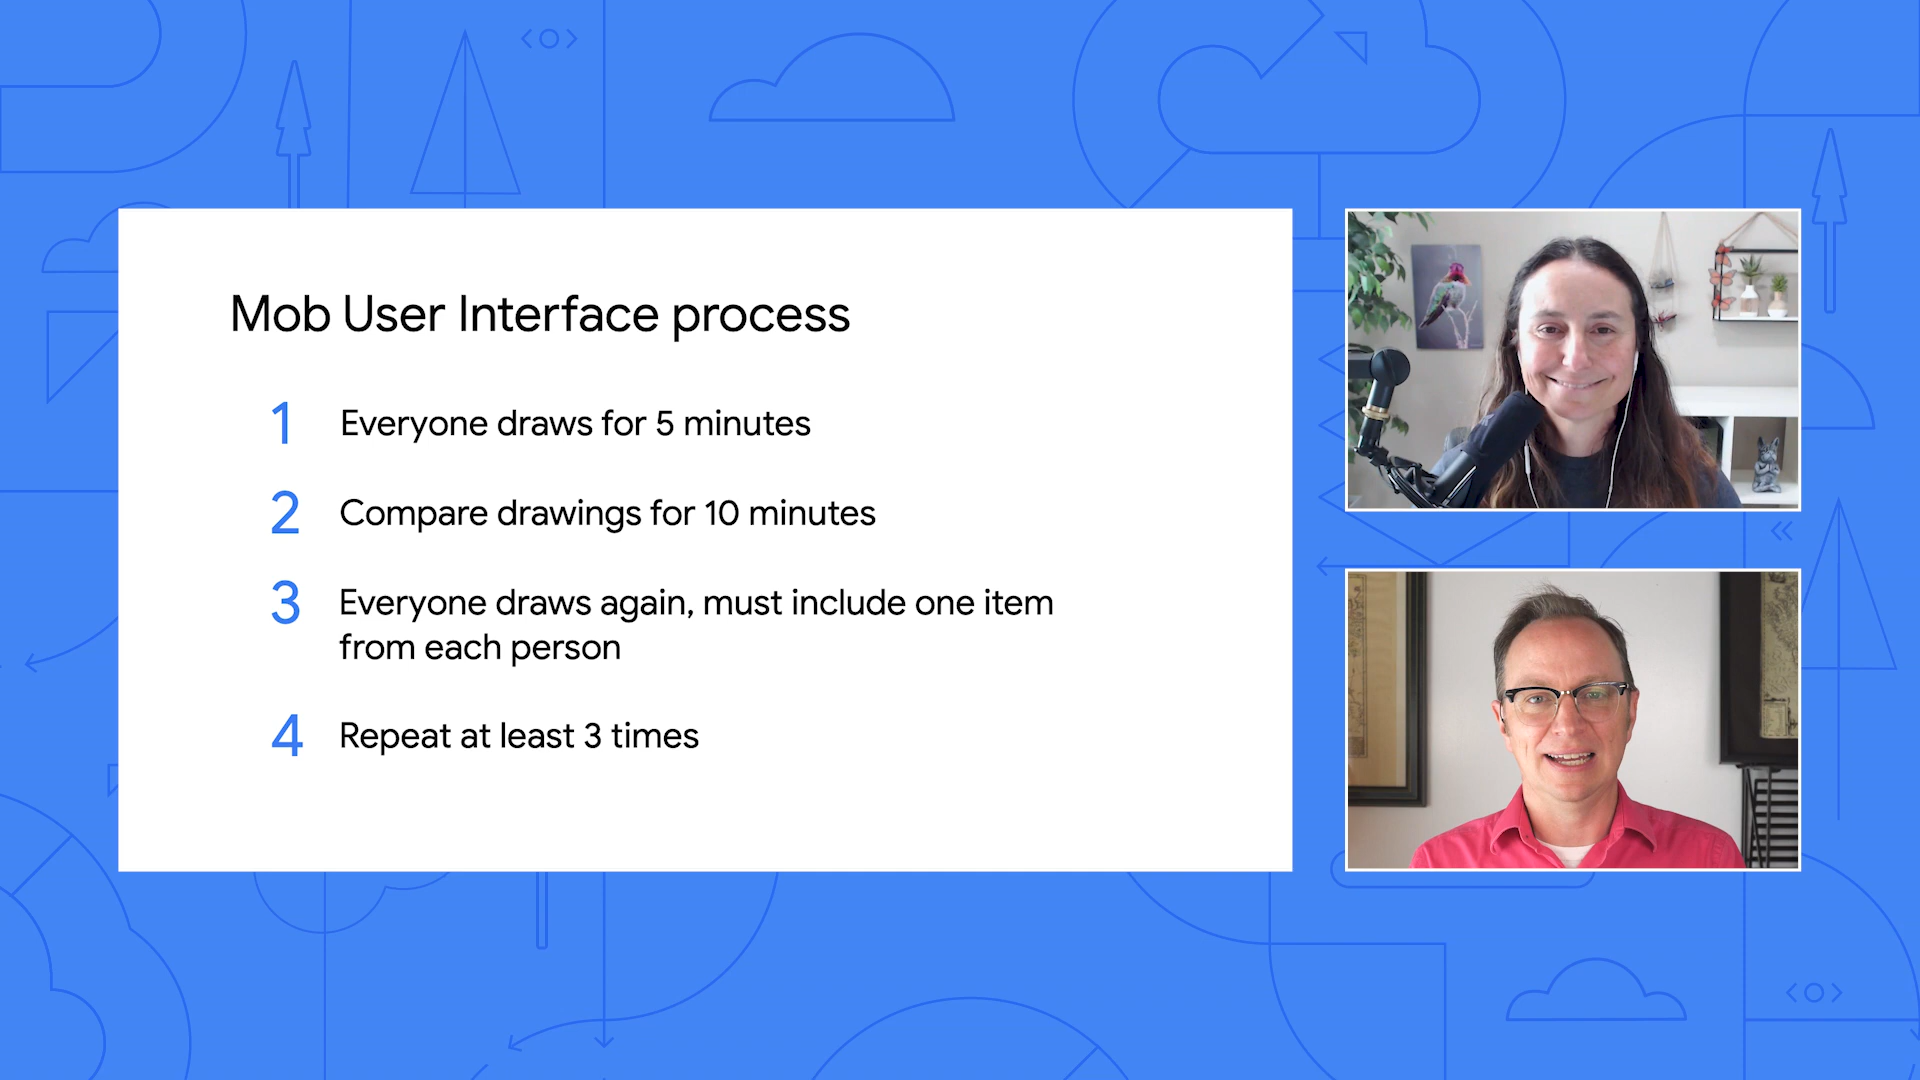 Mob User Interface process
1 Everyone draws for 5 minutes
2 Compare drawings for 10 minutes
3 Everyone draws again, must include one item
from each person
4 Repeat at least 3 times